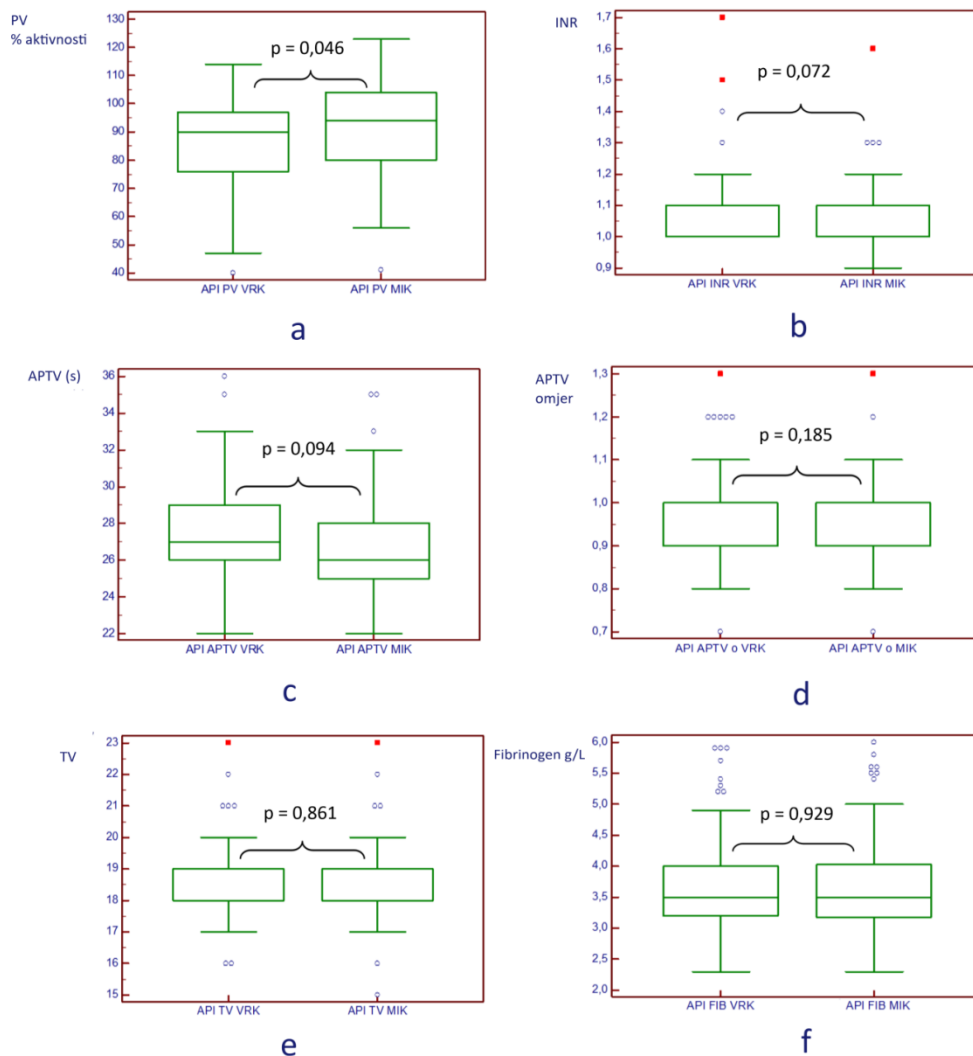 PV
% aktivnosti
130
120
110
100
90
80
70
60
50
40
p = 0,046
API PV VRK
API PV MIK
a
INR
1,7
1,6
1,5
1,4
1,3
1,2
1,1
1,0
0,9
p = 0,072
API INR VRK
API INR MIK
b
APTV (s)
36
34
32
30
28
26
24
22
p = 0,094
API APTV VRK
API APTV MIK
c
APTV
omjer
1,3
1,2
1,1
1,0
0,9
0,8
0,7
p = 0,185
API APTV o VRK
API APTV o MIK
d
TV
23
22
21
20
19
18
17
16
15
p = 0,861
API TV VRK
API TV MIK
e
Fibrinogen g/L
6,0
5,5
5,0
4,5
4,0
3,5
3,0
2,5
2,0
p = 0,929
API FIB VRK
API FIB MIK
f